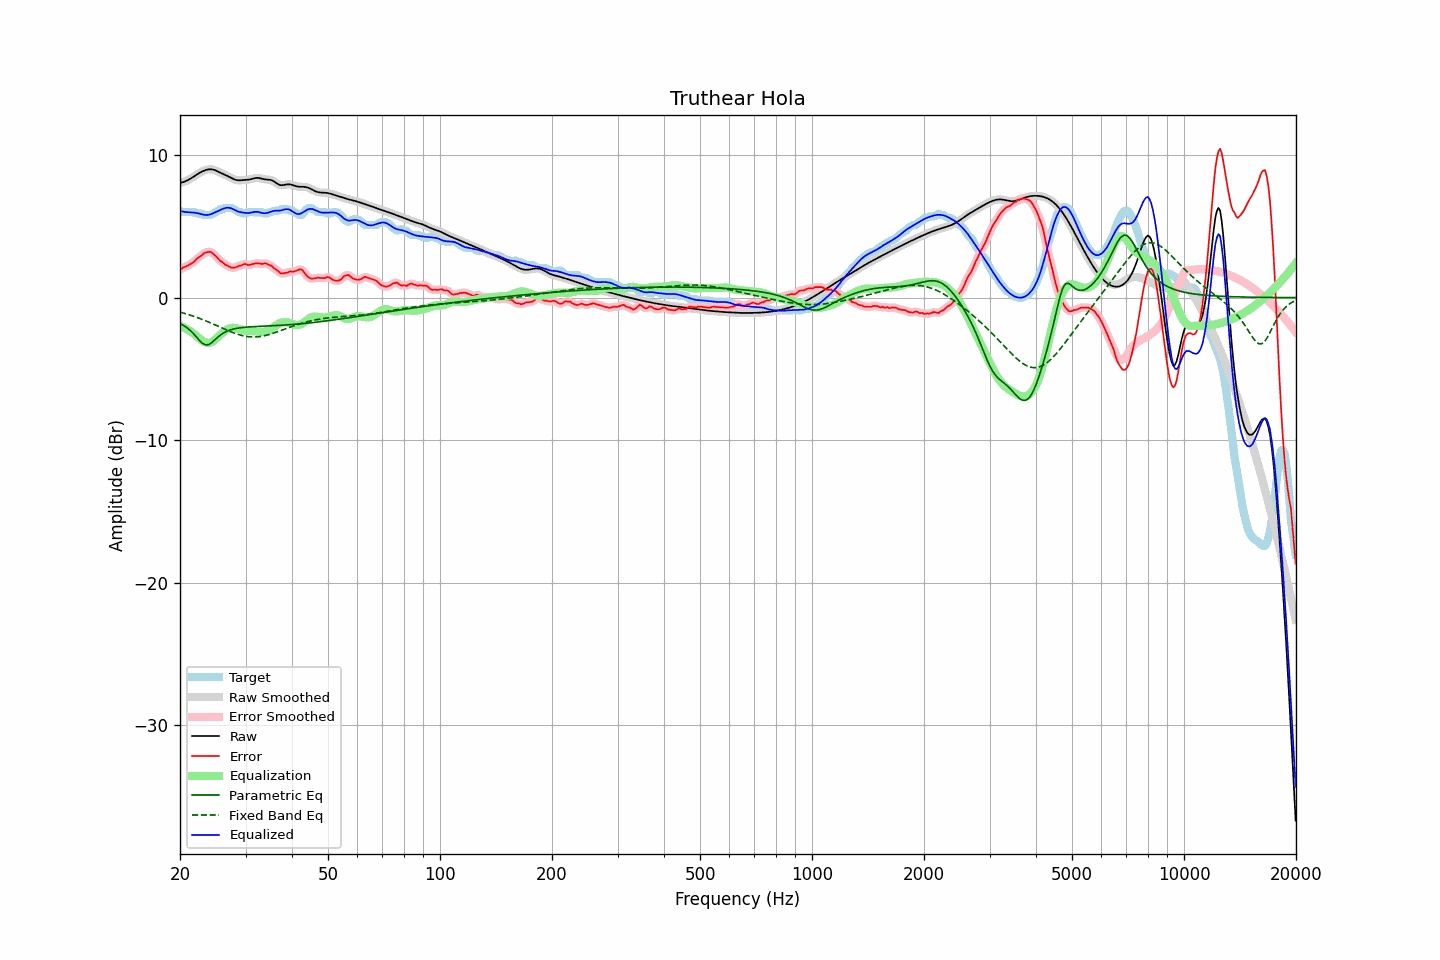 Truthear Hola
Amplitude (dBr)
10
0
−10
−20
−30
Target
Raw Smoothed
Error Smoothed
Raw
Error
Equalization
Parametric Eq
Fixed Band Eq
Equalized
20 50 100 200 500 1000 2000 5000 10000 20000
Frequency (Hz)